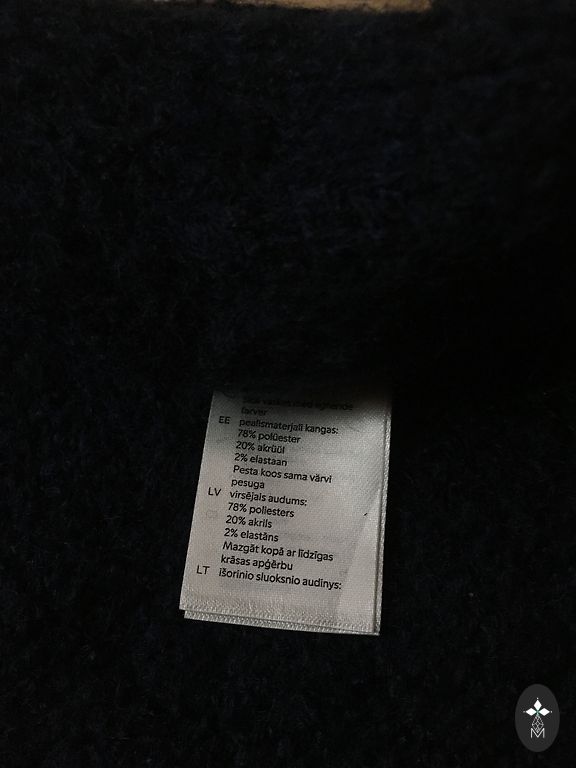 farver
EE pealismaterjali kangas:
78% polüester
20% akrüül
2% elastaan
Pesta koos sama värvi
pesuga
LV virsējais audums:
78% poliesters
20% akrils
2% elastāns
Mazgāt kopā ar līdzīgas
krāsas apģērbu
LT išorinio sluoksnio audinys:
M